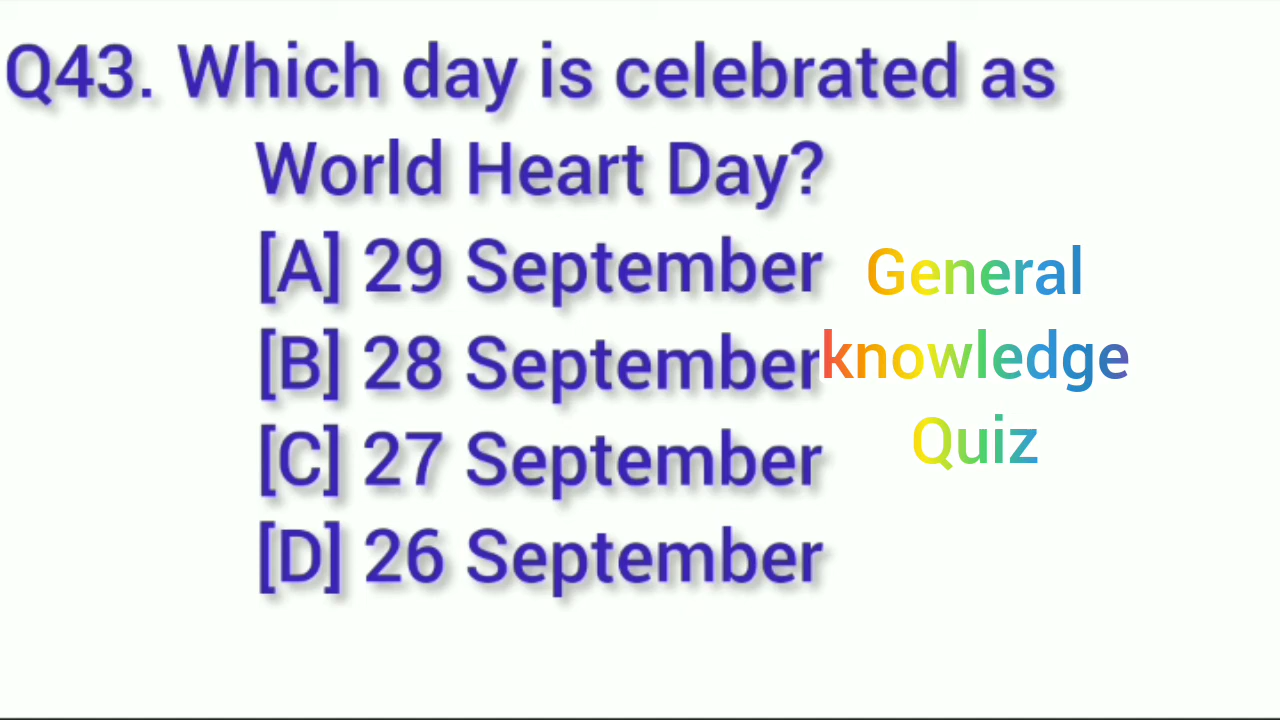 Q43. Which day is celebrated as
World Heart Day?
[A] 29 September
[B] 28 September
[C] 27 September
[D] 26 September
General
knowledge
Quiz